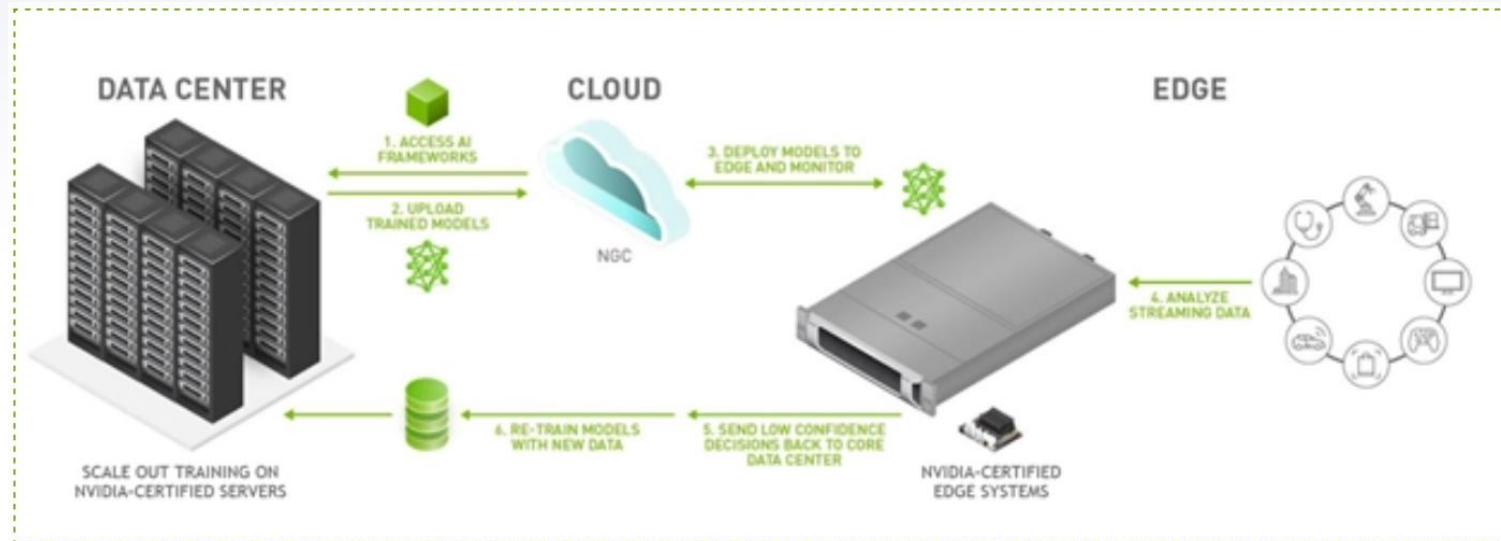 DATA CENTER
CLOUD
EDGE
1. ACCESS AI
FRAMEWORKS
2. UPLOAD
TRAINED MODELS
NGC
3. DEPLOY MODELS TO
EDGE AND MONITOR
4. ANALYZE
STREAMING DATA
5. SEND LOW CONFIDENCE
DECISIONS BACK TO CORE
DATA CENTER
6. RE-TRAIN MODELS
WITH NEW DATA
SCALE OUT TRAINING ON
NVIDIA-CERTIFIED SERVERS
NVIDIA-CERTIFIED
EDGE SYSTEMS